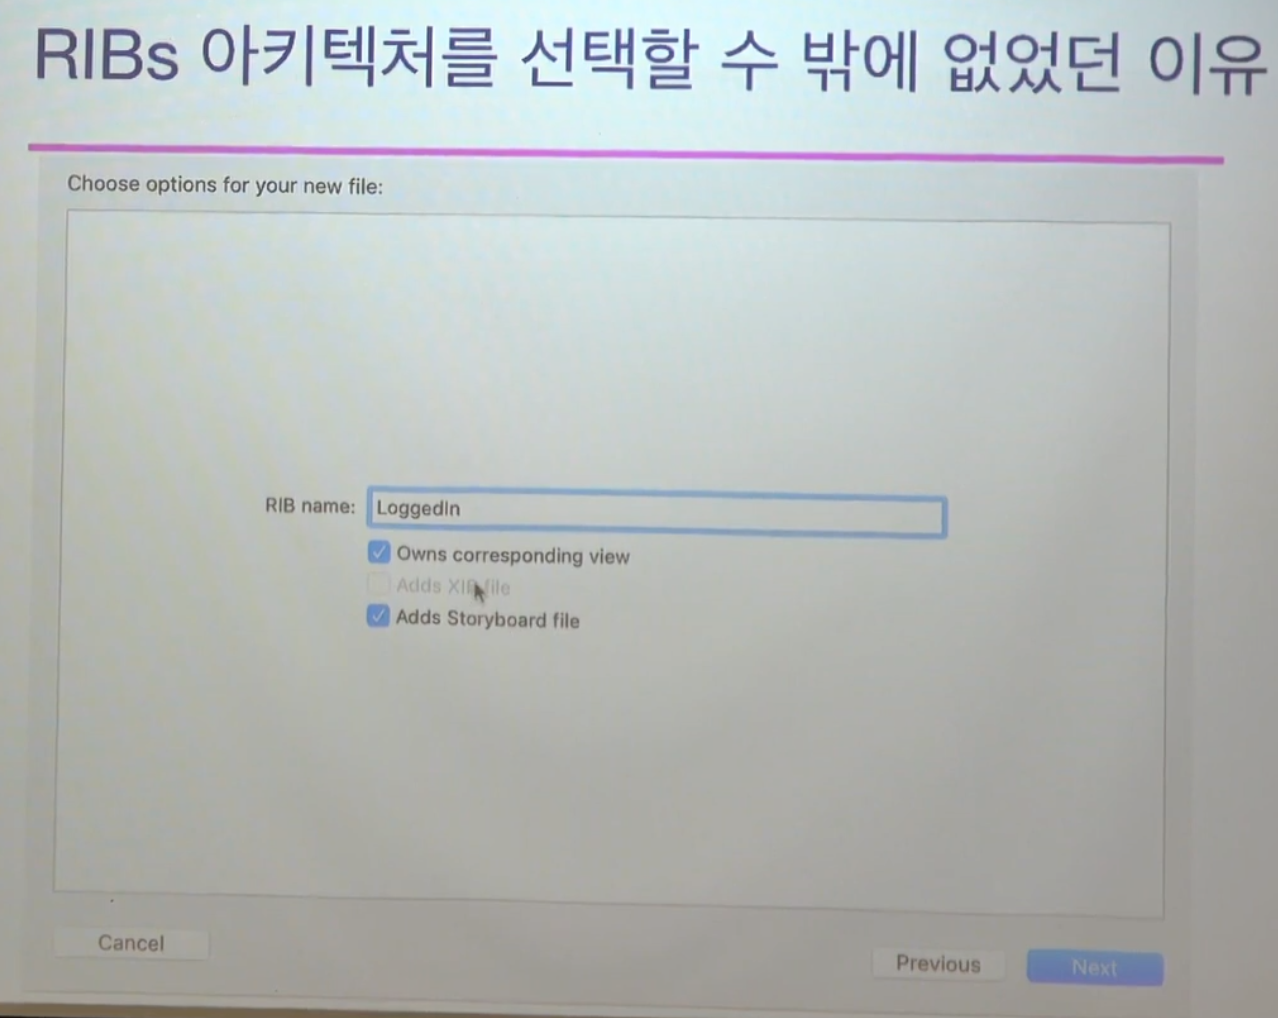 RIBs 아키텍처를 선택할 수 밖에 없었던 이유
Choose options for your new file:
RIB name: LoggedIn
Owns corresponding view
Adds XIB file
Adds Storyboard file
Cancel
Previous
Next